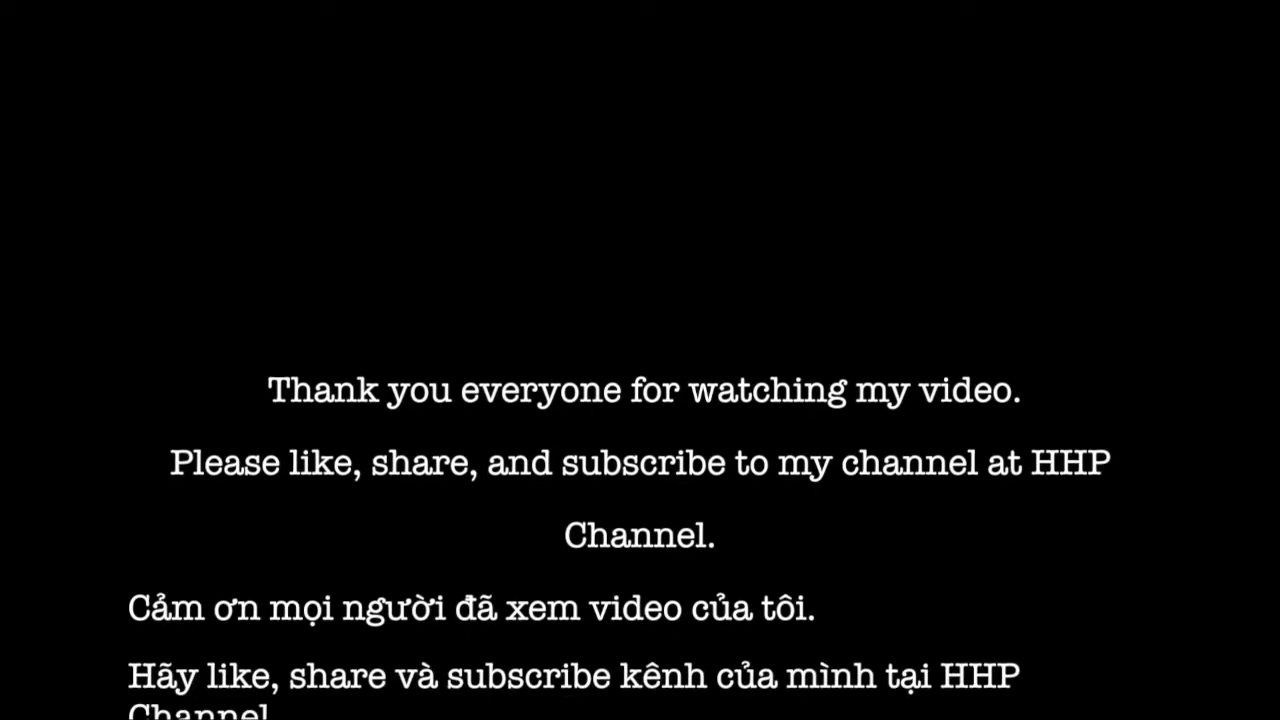 Thank you everyone for watching my video.
Please like, share, and subscribe to my channel at HHP
Channel.
Cảm ơn mọi người đã xem video của tôi.
Hãy like, share và subscribe kênh của mình tại HHP
Channel